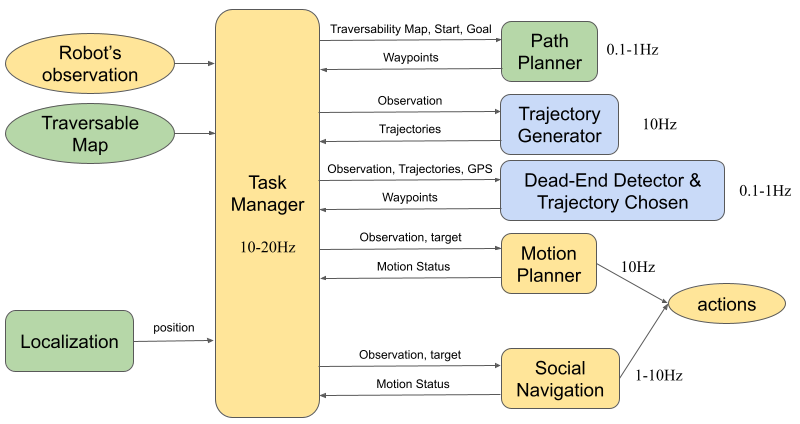 Robot's
observation
Traversable
Map
Localization
position
Task
Manager
10-20Hz
Traversability Map, Start, Goal
Waypoints
Path
Planner
0.1-1Hz
Observation
Trajectories
Trajectory
Generator
10Hz
Observation, Trajectories, GPS
Waypoints
Dead-End Detector &
Trajectory Chosen
0.1-1Hz
Observation, target
Motion Status
Motion
Planner
10Hz
actions
Observation, target
Motion Status
Social
Navigation
1-10Hz